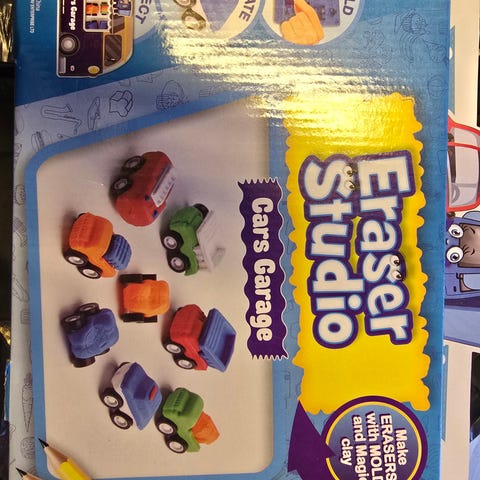 Eraser
Studio
Cars Garage
Make
ERASERS
with MOLD
and Magic
clay